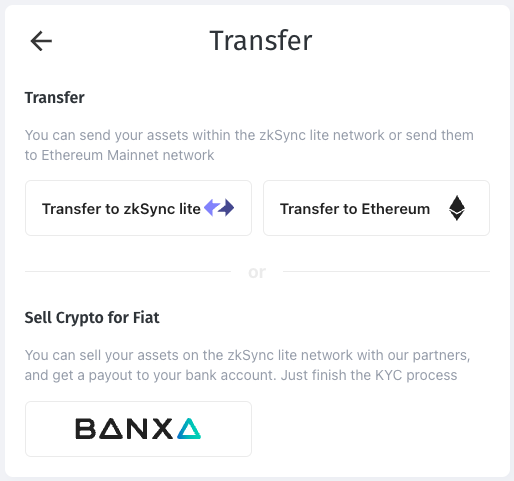 Transfer
Transfer
You can send your assets within the zkSync lite network or send them
to Ethereum Mainnet network
Transfer to zkSync lite
Transfer to Ethereum
or
Sell Crypto for Fiat
You can sell your assets on the zkSync lite network with our partners,
and get a payout to your bank account. Just finish the KYC process
BANXA